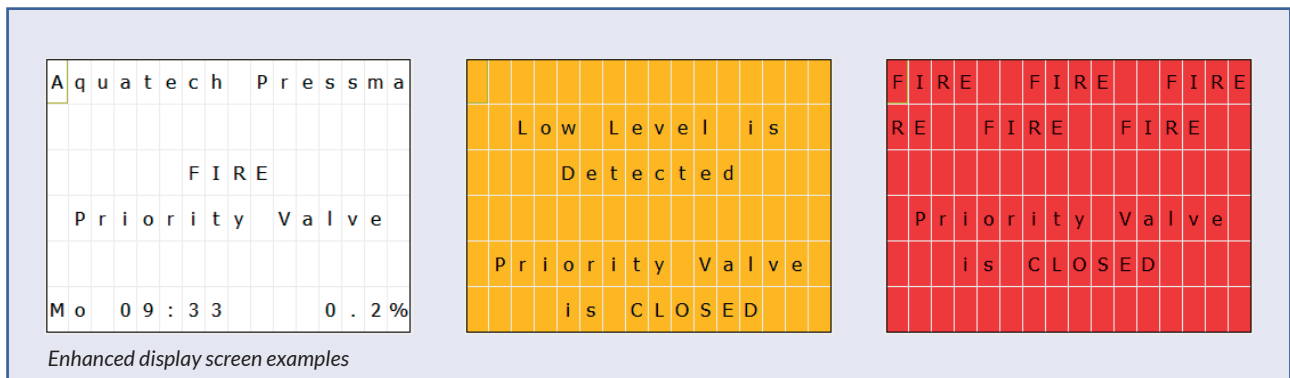 Aquatech Pressma
FIRE
Priority Valve
Mo 09:33 0.2%
Low Level is
Detected
Priority Valve
is CLOSED
FIRE FIRE FIRE
RE FIRE FIRE
Priority Valve
is CLOSED
Enhanced display screen examples